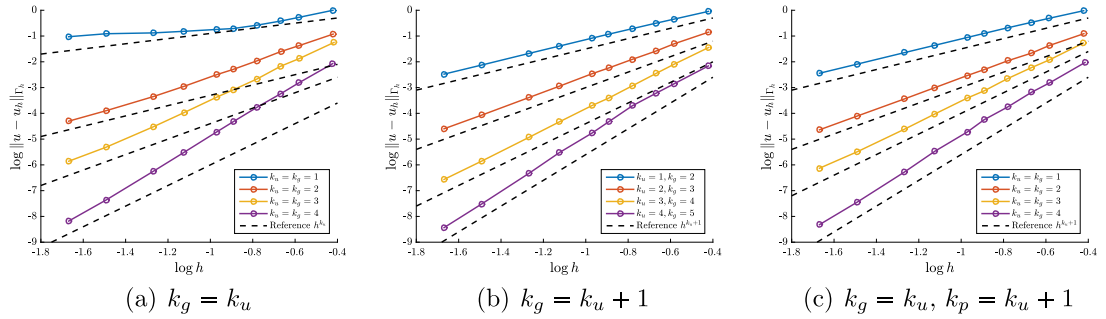 0
-1
-2
-3
-4
-5
-6
-7
-8
-9
log ‖u − u_h‖_{Γ_h}
-1.8 -1.6 -1.4 -1.2 -1 -0.8 -0.6 -0.4
log h
k_u = k_g = 1
k_u = k_g = 2
k_u = k_g = 3
k_u = k_g = 4
Reference h^{k_u}
(a) k_g = k_u
0
-1
-2
-3
-4
-5
-6
-7
-8
-9
log ‖u − u_h‖_{Γ_h}
-1.8 -1.6 -1.4 -1.2 -1 -0.8 -0.6 -0.4
log h
k_u = 1, k_g = 2
k_u = 2, k_g = 3
k_u = 3, k_g = 4
k_u = 4, k_g = 5
Reference h^{k_u+1}
(b) k_g = k_u + 1
0
-1
-2
-3
-4
-5
-6
-7
-8
-9
log ‖u − u_h‖_{Γ_h}
-1.8 -1.6 -1.4 -1.2 -1 -0.8 -0.6 -0.4
log h
k_u = k_g = 1
k_u = k_g = 2
k_u = k_g = 3
k_u = k_g = 4
Reference h^{k_u+1}
(c) k_g = k_u, k_p = k_u + 1